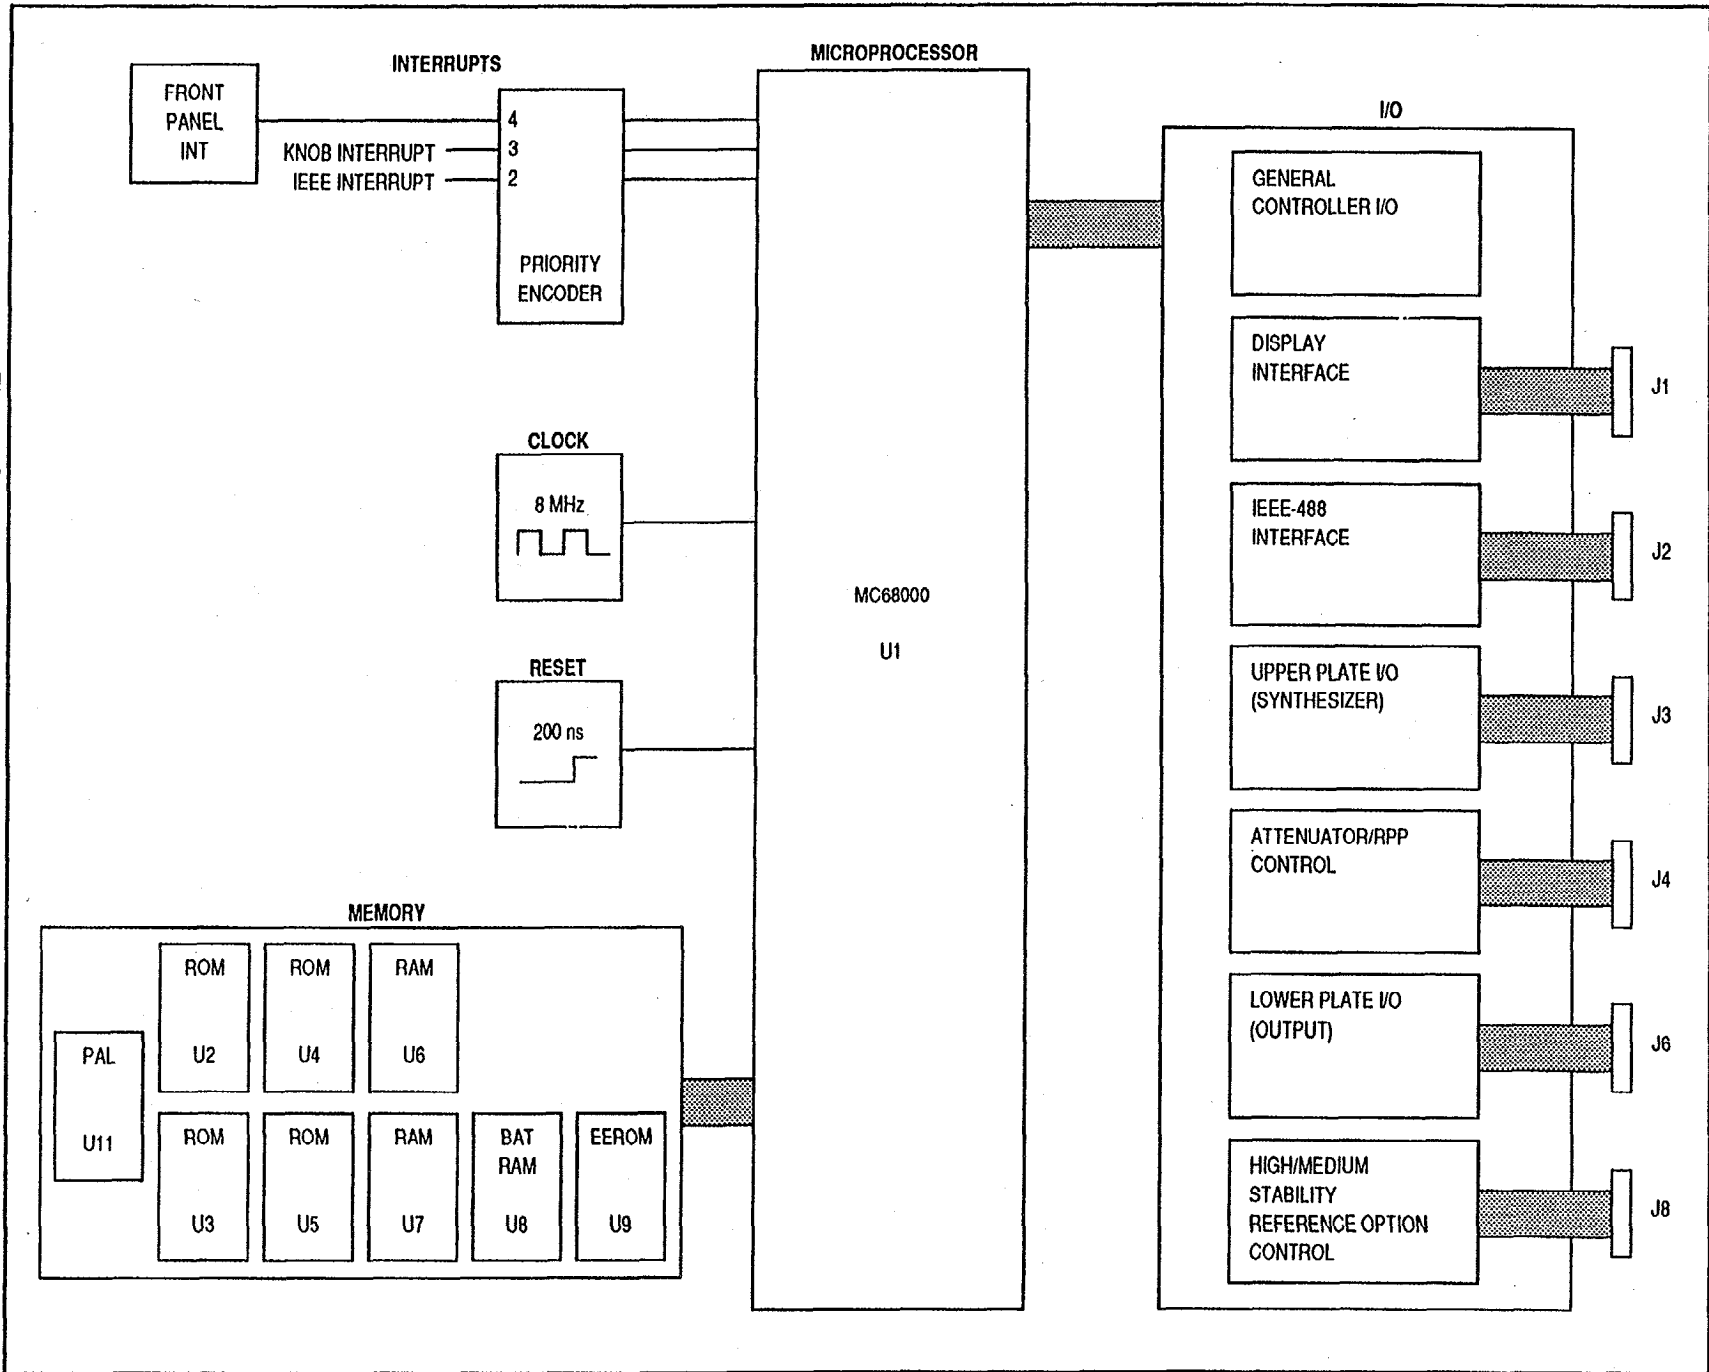 INTERRUPTS
FRONT
PANEL
INT
KNOB INTERRUPT
IEEE INTERRUPT
4
3
2
PRIORITY
ENCODER
CLOCK
8 MHz
RESET
200 ns
MEMORY
PAL
U11
ROM
U2
ROM
U4
RAM
U6
ROM
U3
ROM
U5
RAM
U7
BAT
RAM
U8
EEROM
U9
MICROPROCESSOR
MC68000
U1
I/O
GENERAL
CONTROLLER I/O
DISPLAY
INTERFACE
J1
IEEE-488
INTERFACE
J2
UPPER PLATE I/O
(SYNTHESIZER)
J3
ATTENUATOR/RPP
CONTROL
J4
LOWER PLATE I/O
(OUTPUT)
J6
HIGH/MEDIUM
STABILITY
REFERENCE OPTION
CONTROL
J8